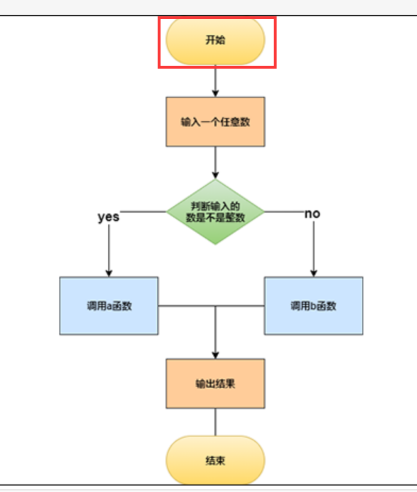 开始
输入一个任意数
判断输入的
数是不是整数
yes
no
调用a函数
调用b函数
输出结果
结束